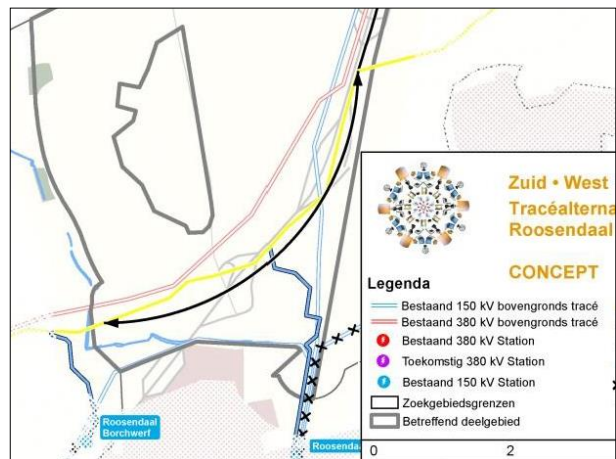 Zuid • West
Tracéalterna
Roosendaal
CONCEPT
Legenda
Bestaand 150 kV bovengronds tracé
Bestaand 380 kV bovengronds tracé
Bestaand 380 kV Station
Toekomstig 380 kV Station
Bestaand 150 kV Station
Zoekgebiedsgrenzen
Betreffend deelgebied
0 2
Roosendaal
Borchwerf
Roosenda